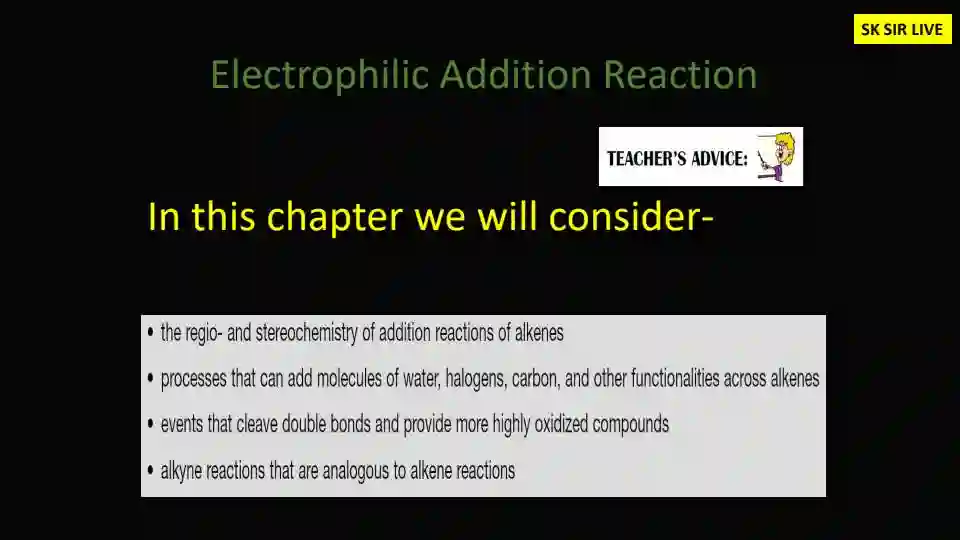 SK SIR LIVE
Electrophilic Addition Reaction
TEACHER'S ADVICE:
In this chapter we will consider-
• the regio- and stereochemistry of addition reactions of alkenes
• processes that can add molecules of water, halogens, carbon, and other functionalities across alkenes
• events that cleave double bonds and provide more highly oxidized compounds
• alkyne reactions that are analogous to alkene reactions